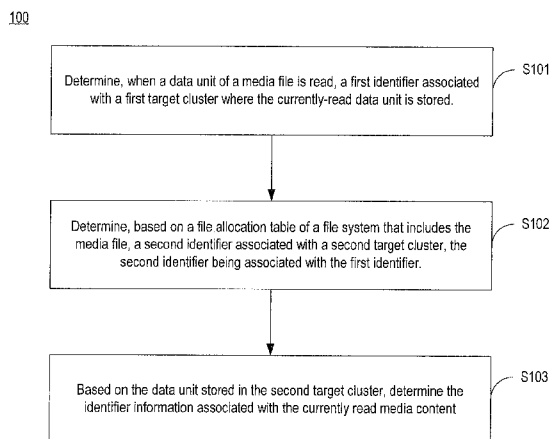 100
S101
Determine, when a data unit of a media file is read, a first identifier associated
with a first target cluster where the currently-read data unit is stored.
S102
Determine, based on a file allocation table of a file system that includes the
media file, a second identifier associated with a second target cluster, the
second identifier being associated with the first identifier.
S103
Based on the data unit stored in the second target cluster, determine the
identifier information associated with the currently read media content